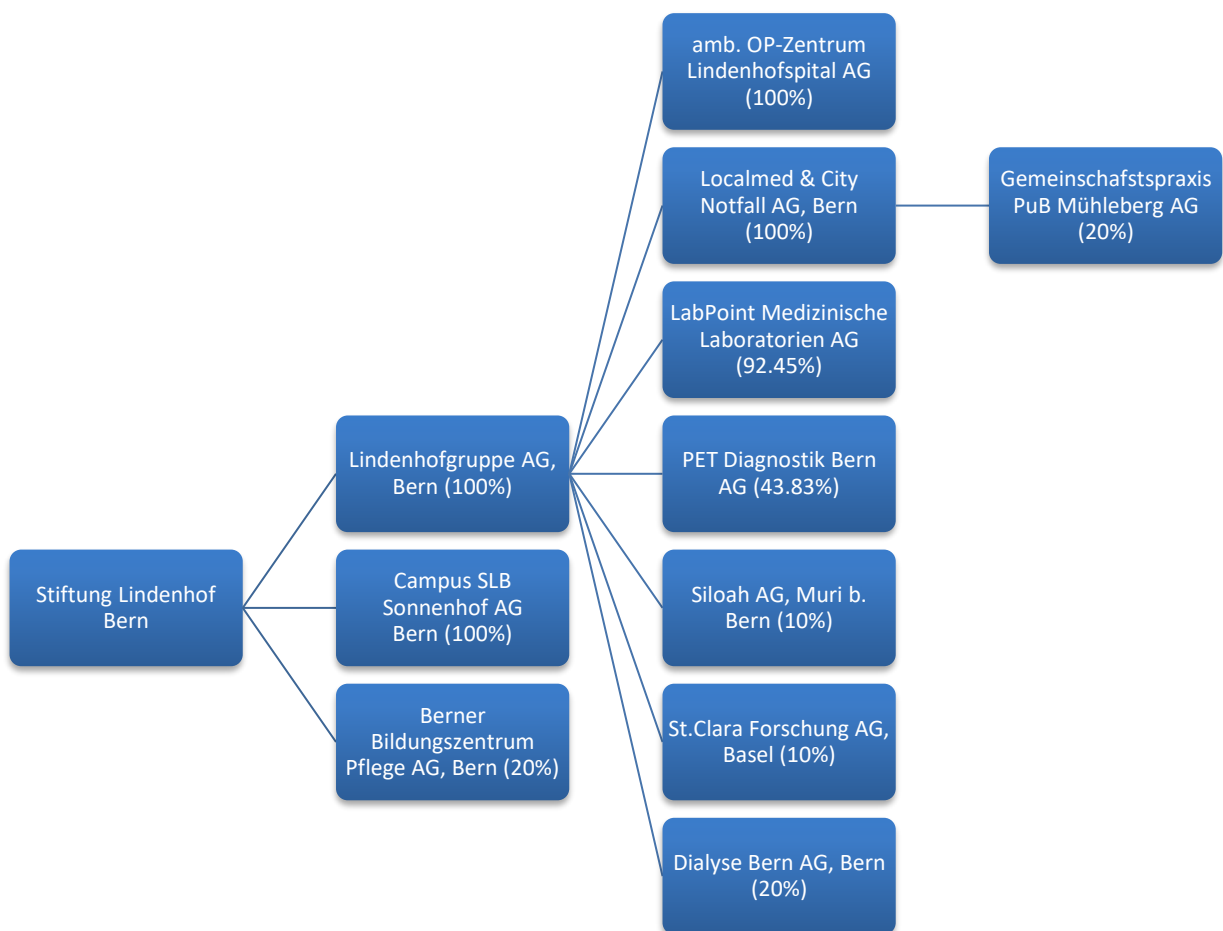 Stiftung Lindenhof
Bern
Lindenhofgruppe AG,
Bern (100%)
Campus SLB
Sonnenhof AG
Bern (100%)
Berner
Bildungszentrum
Pflege AG, Bern (20%)
amb. OP-Zentrum
Lindenhofspital AG
(100%)
Localmed & City
Notfall AG, Bern
(100%)
LabPoint Medizinische
Laboratorien AG
(92.45%)
PET Diagnostik Bern
AG (43.83%)
Siloah AG, Muri b.
Bern (10%)
St.Clara Forschung AG,
Basel (10%)
Dialyse Bern AG, Bern
(20%)
Gemeinschafstspraxis
PuB Mühleberg AG
(20%)